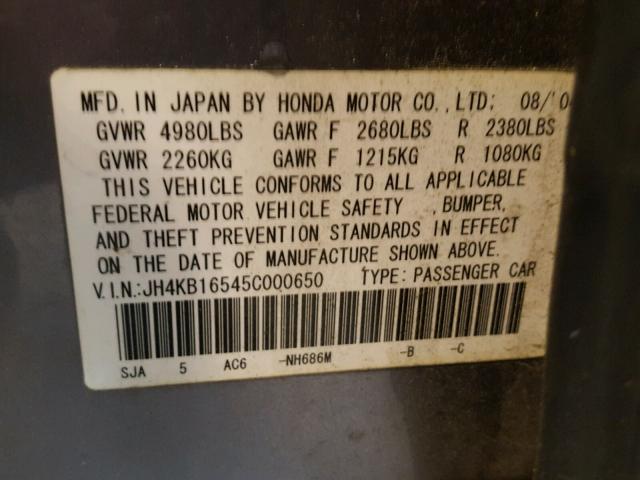 MFD. IN JAPAN BY HONDA MOTOR CO., LTD; 08/'0
GVWR 4980LBS GAWR F 2680LBS R 2380LBS
GVWR 2260KG GAWR F 1215KG R 1080KG
THIS VEHICLE CONFORMS TO ALL APPLICABLE
FEDERAL MOTOR VEHICLE SAFETY , BUMPER,
AND THEFT PREVENTION STANDARDS IN EFFECT
ON THE DATE OF MANUFACTURE SHOWN ABOVE.
V.I.N.:JH4KB16545C000650 TYPE: PASSENGER CAR
SJA 5 AC6 -NH686M -B -C